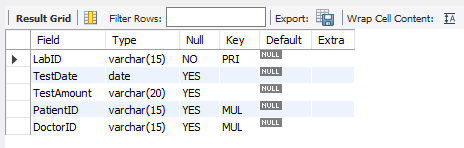 Result Grid Filter Rows: Export: Wrap Cell Content: IA
Field Type Null Key Default Extra
LabID varchar(15) NO PRI NULL
TestDate date YES NULL
TestAmount varchar(20) YES NULL
PatientID varchar(15) YES MUL NULL
DoctorID varchar(15) YES MUL NULL